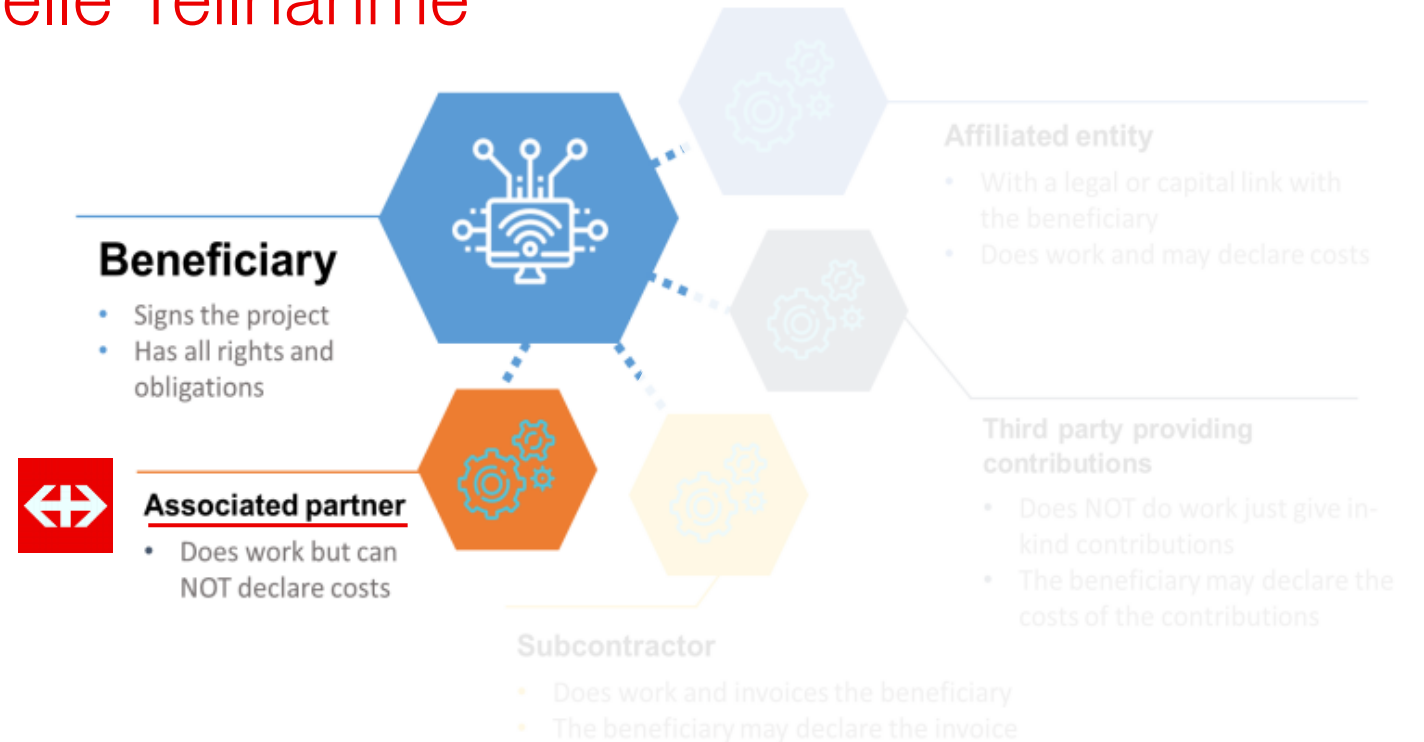 elle Teilnahme
Beneficiary
• Signs the project
• Has all rights and
obligations
Associated partner
• Does work but can
NOT declare costs
Affiliated entity
• With a legal or capital link with
the beneficiary
• Does work and may declare costs
Third party providing
contributions
• Does NOT do work just give in-
kind contributions
• The beneficiary may declare the
costs of the contributions
Subcontractor
• Does work and invoices the beneficiary
• The beneficiary may declare the invoice